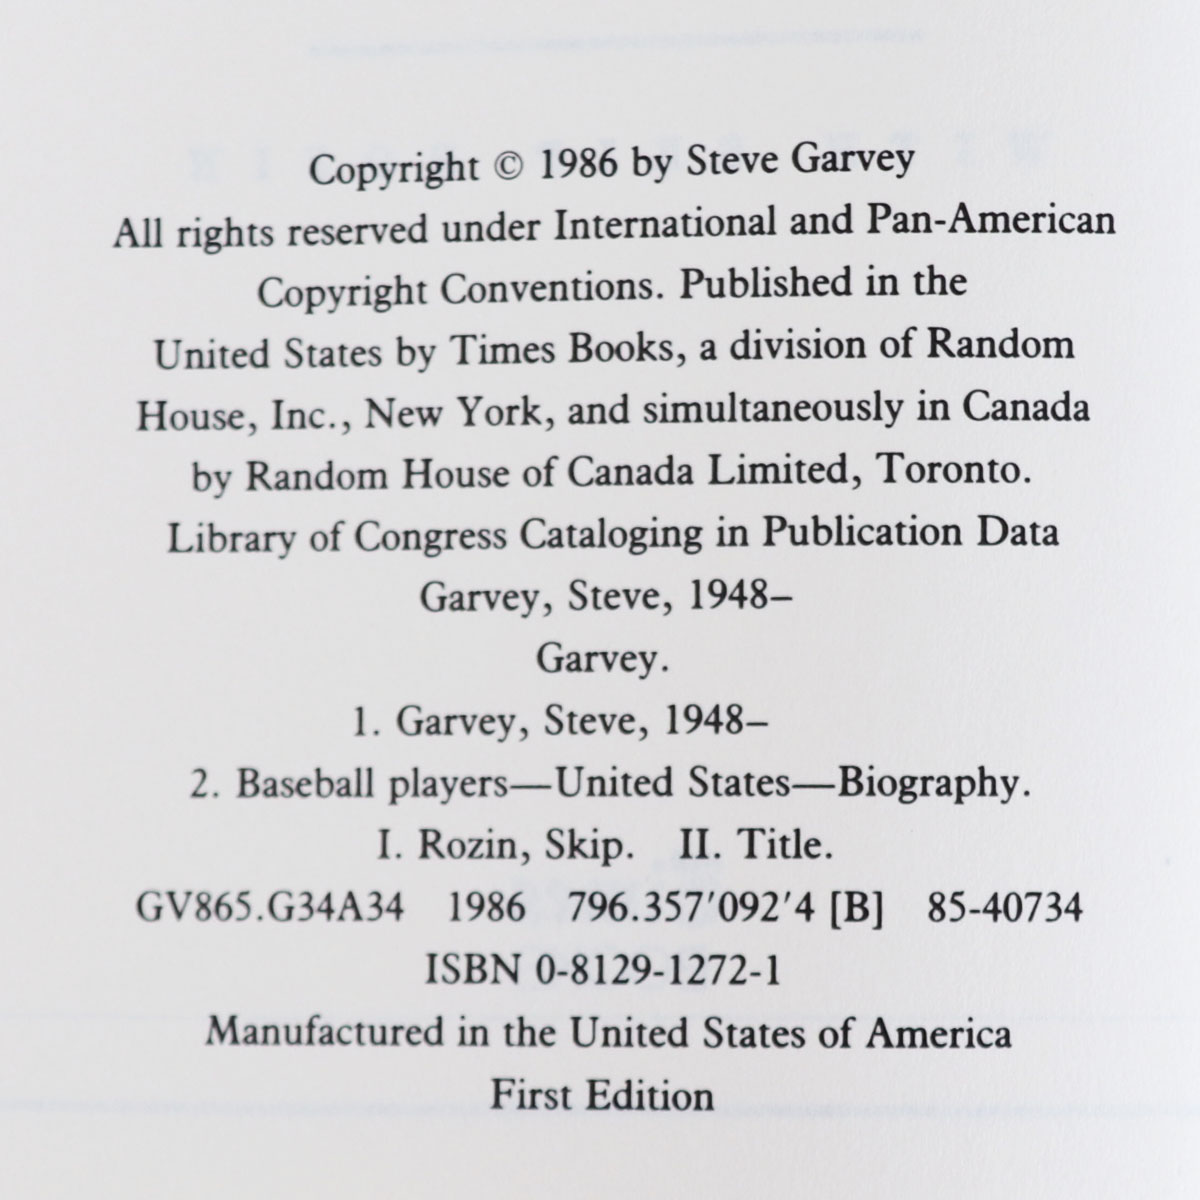 Copyright © 1986 by Steve Garvey
All rights reserved under International and Pan-American
Copyright Conventions. Published in the
United States by Times Books, a division of Random
House, Inc., New York, and simultaneously in Canada
by Random House of Canada Limited, Toronto.
Library of Congress Cataloging in Publication Data
Garvey, Steve, 1948–
Garvey.
1. Garvey, Steve, 1948–
2. Baseball players—United States—Biography.
I. Rozin, Skip. II. Title.
GV865.G34A34 1986 796.357′092′4 [B] 85-40734
ISBN 0-8129-1272-1
Manufactured in the United States of America
First Edition